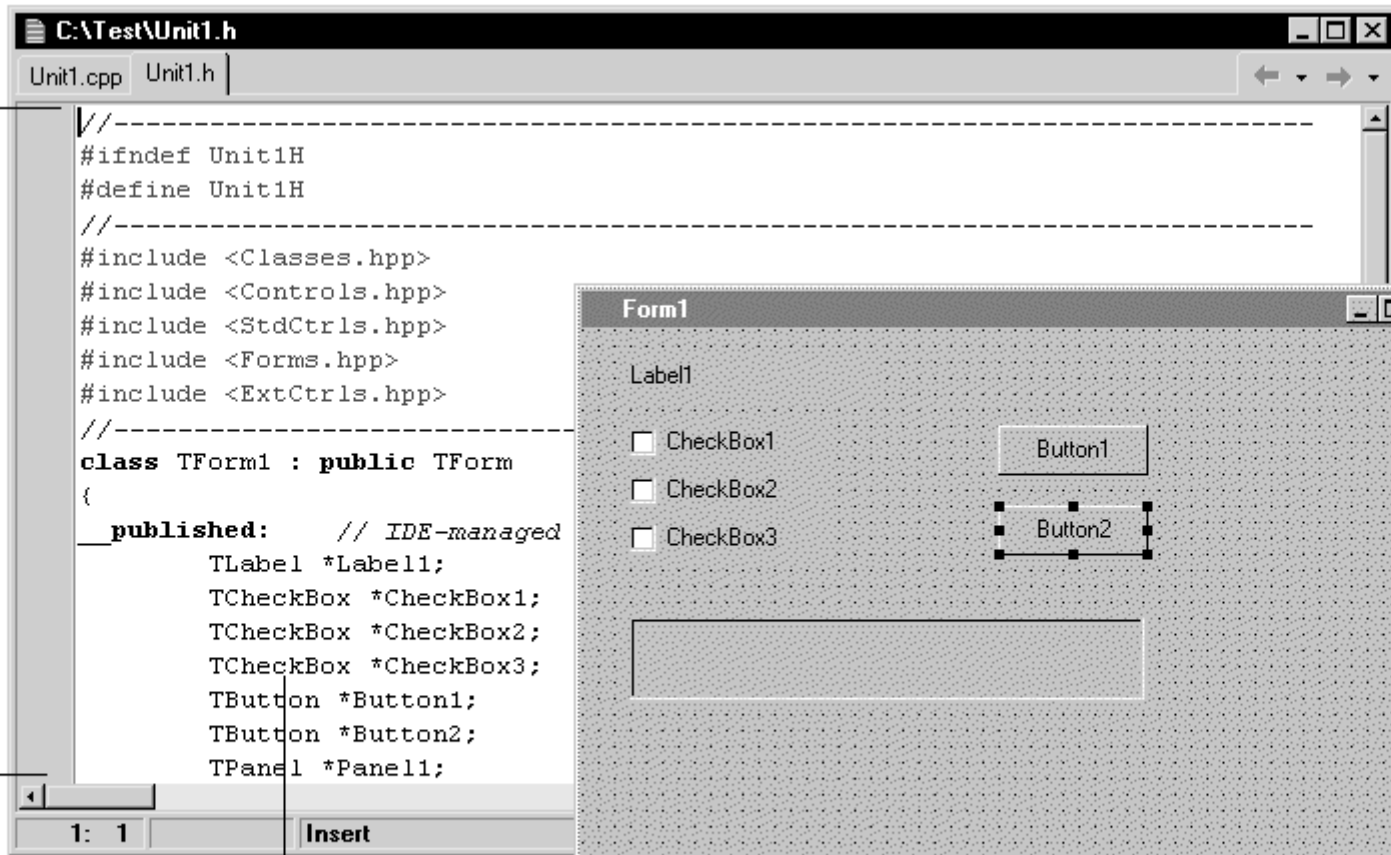 C:\Test\Unit1.h
Unit1.cpp Unit1.h
//---------------------------------------------------------------------------
#ifndef Unit1H
#define Unit1H
//---------------------------------------------------------------------------
#include <Classes.hpp>
#include <Controls.hpp>
#include <StdCtrls.hpp>
#include <Forms.hpp>
#include <ExtCtrls.hpp>
//-----------------------------
class TForm1 : public TForm
{
__published:    // IDE-managed
        TLabel *Label1;
        TCheckBox *CheckBox1;
        TCheckBox *CheckBox2;
        TCheckBox *CheckBox3;
        TButton *Button1;
        TButton *Button2;
        TPanel *Panel1;
1: 1 Insert
Form1
Label1
CheckBox1
CheckBox2
CheckBox3
Button1
Button2